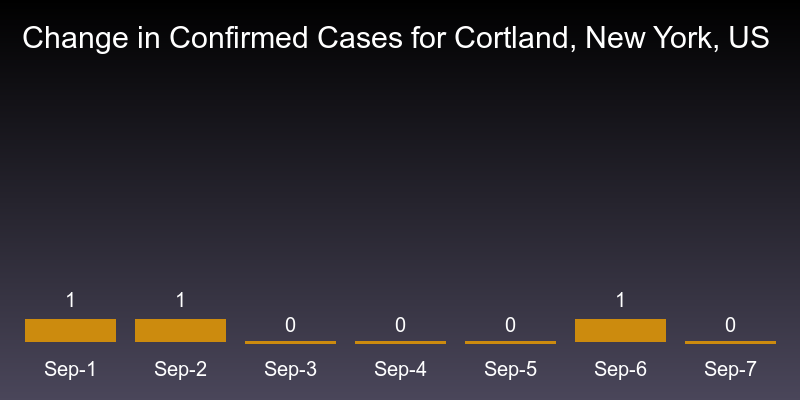 Change in Confirmed Cases for Cortland, New York, US
1 1 0 0 0 1 0
Sep-1 Sep-2 Sep-3 Sep-4 Sep-5 Sep-6 Sep-7